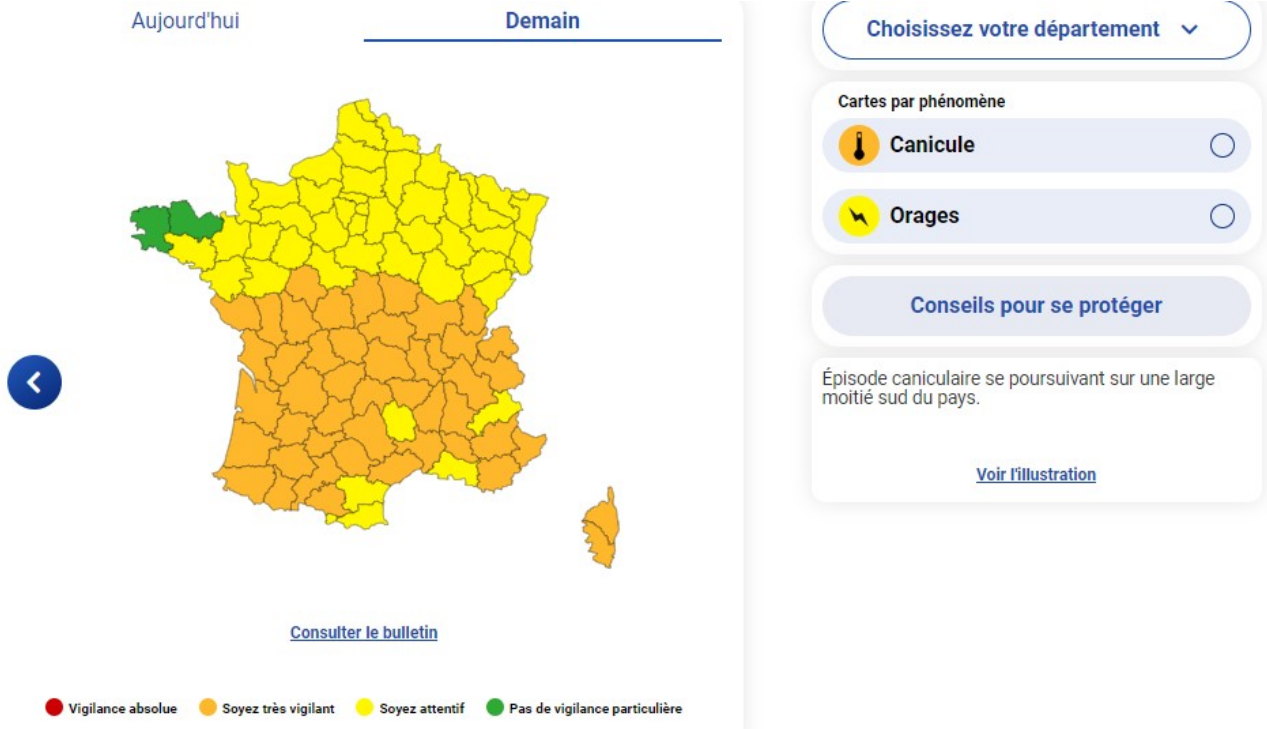 Aujourd'hui
Demain
Consulter le bulletin
Vigilance absolue
Soyez très vigilant
Soyez attentif
Pas de vigilance particulière
Choisissez votre département
Cartes par phénomène
Canicule
Orages
Conseils pour se protéger
Épisode caniculaire se poursuivant sur une large
moitié sud du pays.
Voir l'illustration